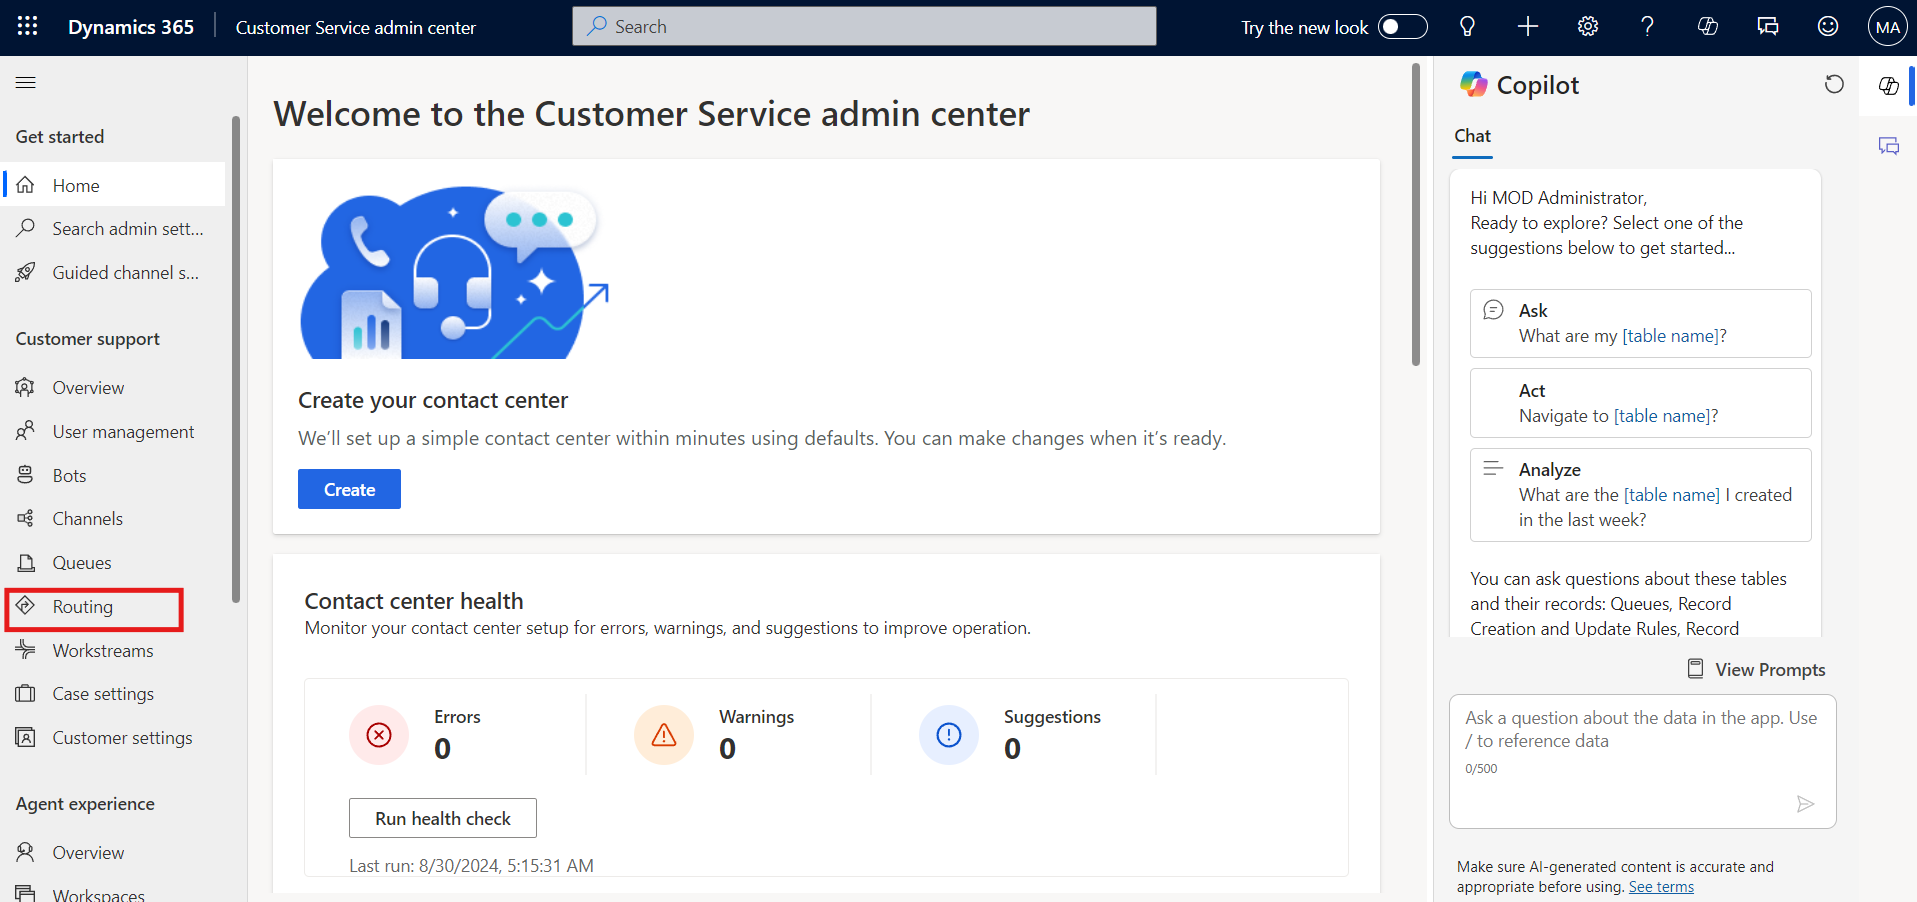 Dynamics 365
Customer Service admin center
Search
Try the new look
MA
Get started
Home
Search admin sett...
Guided channel s...
Customer support
Overview
User management
Bots
Channels
Queues
Routing
Workstreams
Case settings
Customer settings
Agent experience
Overview
Workspaces
Welcome to the Customer Service admin center
Create your contact center
We'll set up a simple contact center within minutes using defaults. You can make changes when it's ready.
Create
Contact center health
Monitor your contact center setup for errors, warnings, and suggestions to improve operation.
Errors
0
Warnings
0
Suggestions
0
Run health check
Last run: 8/30/2024, 5:15:31 AM
Copilot
Chat
Hi MOD Administrator,
Ready to explore? Select one of the
suggestions below to get started...
Ask
What are my [table name]?
Act
Navigate to [table name]?
Analyze
What are the [table name] I created
in the last week?
You can ask questions about these tables
and their records: Queues, Record
Creation and Update Rules, Record
View Prompts
Ask a question about the data in the app. Use
/ to reference data
0/500
Make sure AI-generated content is accurate and
appropriate before using. See terms